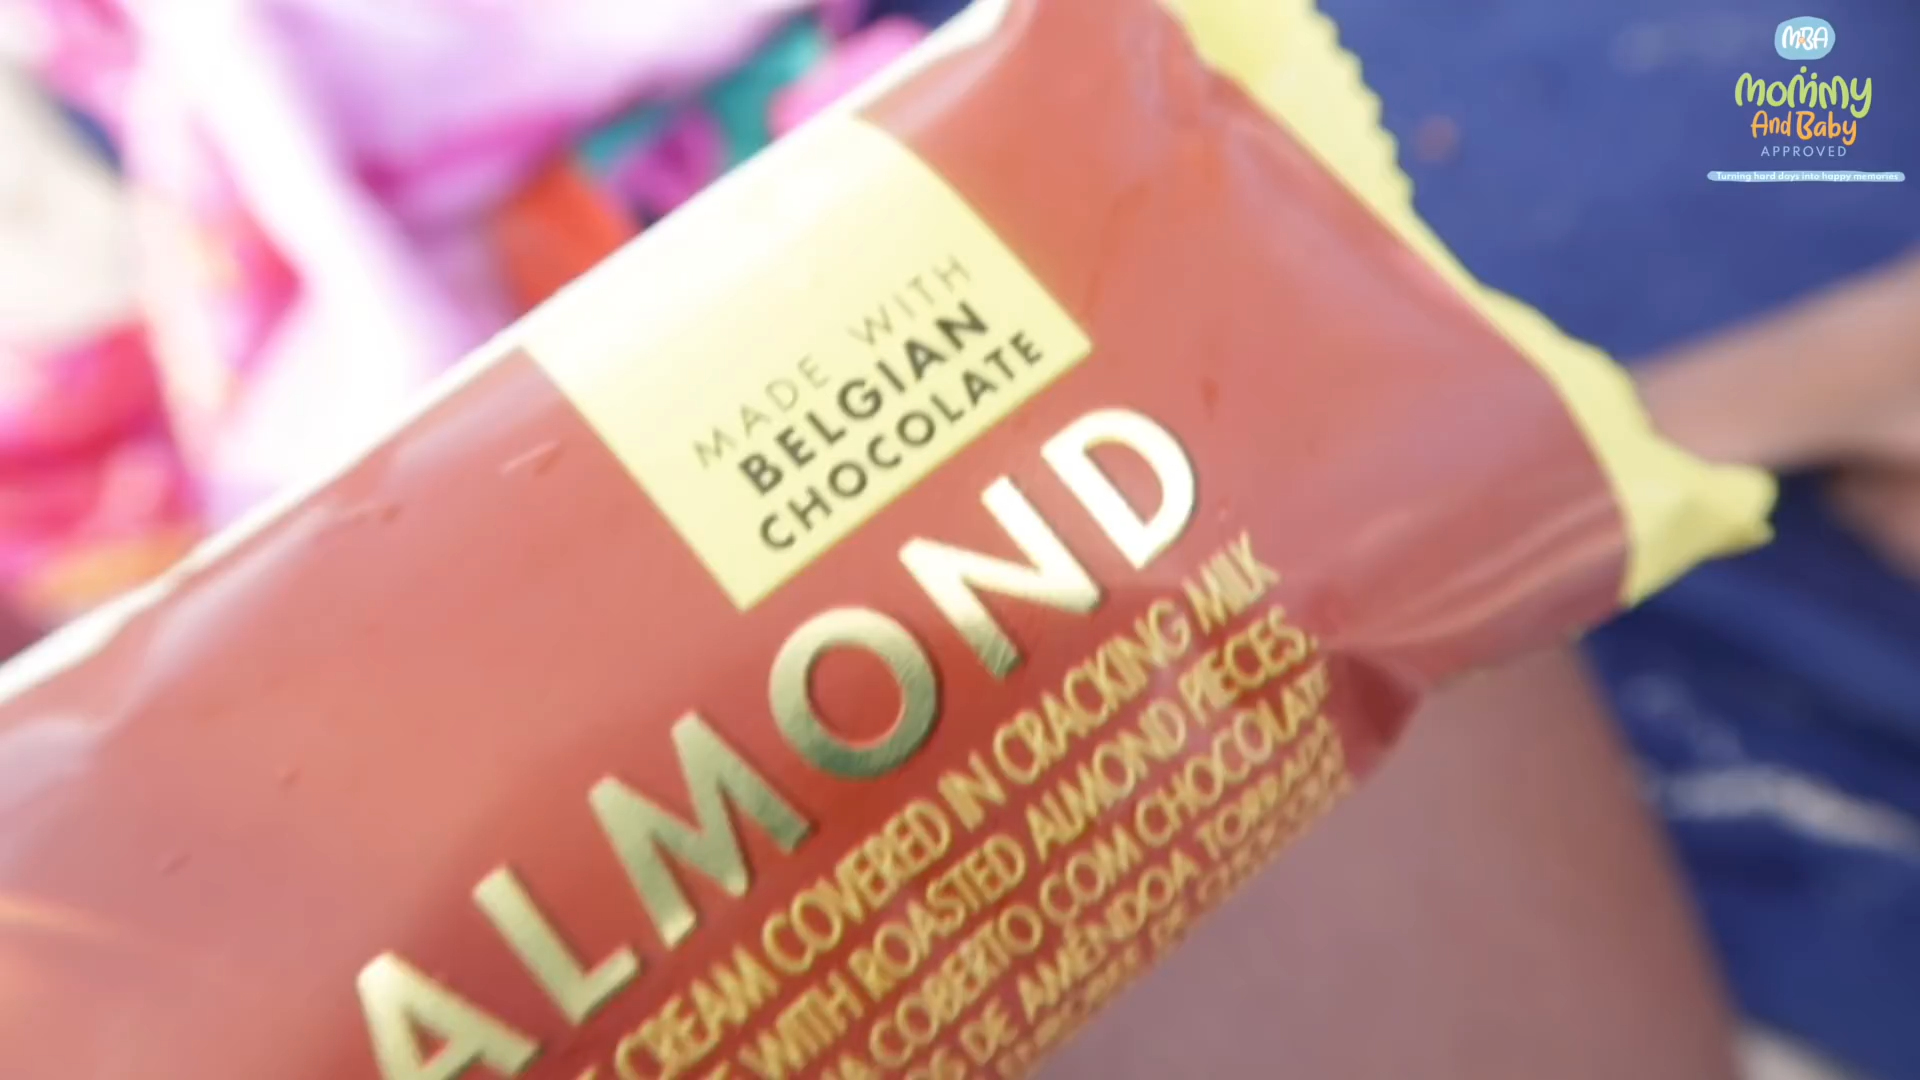 MBA
Mommy
And Baby
APPROVED
Turning hard days into happy memories
MADE WITH
BELGIAN
CHOCOLATE
ALMOND
CREAM COVERED IN CRACKING MILK
WITH ROASTED ALMOND PIECES.
COBERTO COM CHOCOLATE
DE AMÊNDOA